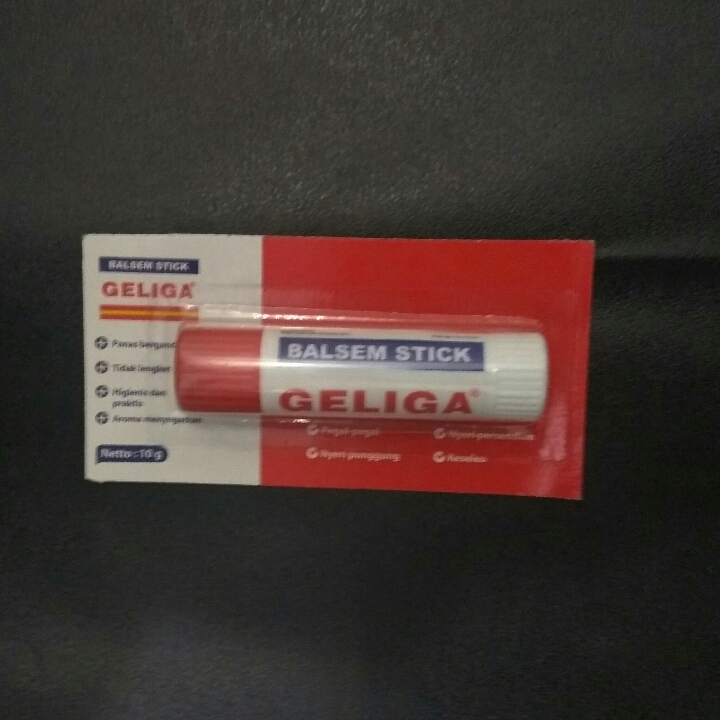 BALSEM STICK
GELIGA
Panas berganda
Tidak lengket
Higienis dan
praktis
Aroma menyegarkan
Netto : 10 g
BALSEM STICK
GELIGA®
Pegal-pegal
Nyeri persendian
Nyeri punggung
Keseleo